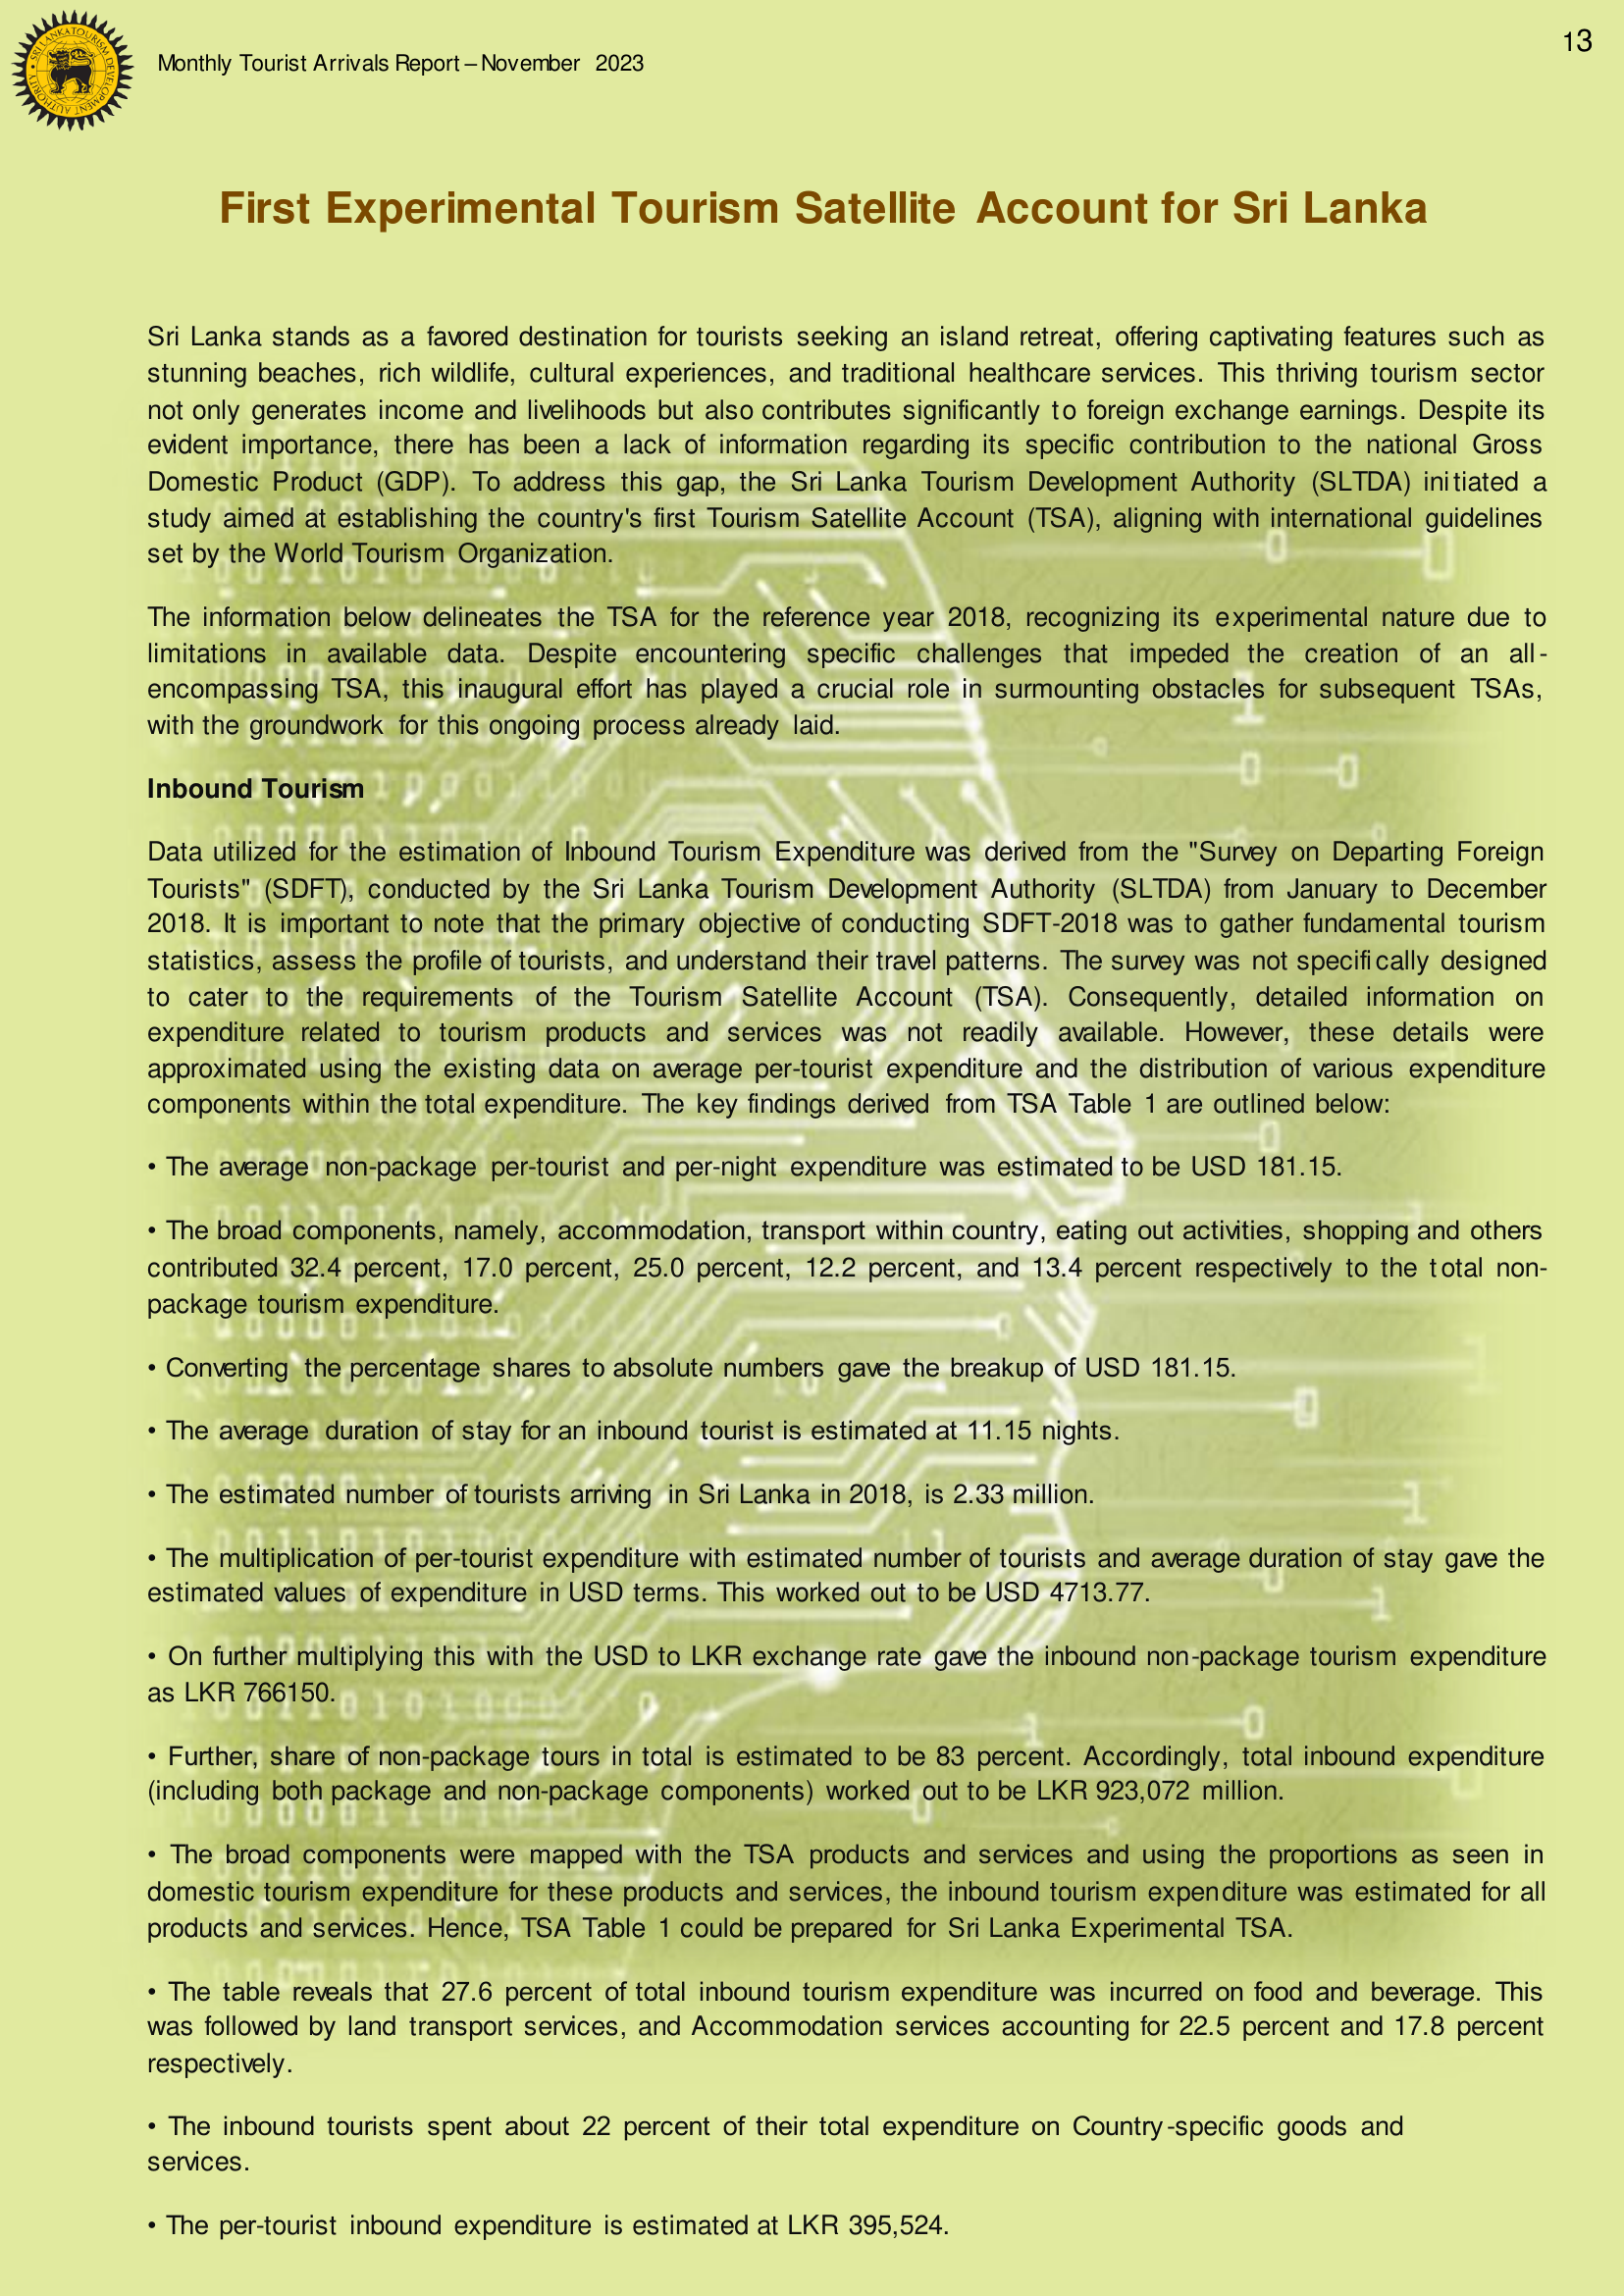 SRI LANKA TOURISM DEVELOPMENT AUTHORITY
Monthly Tourist Arrivals Report – November 2023
13
First Experimental Tourism Satellite Account for Sri Lanka
Sri Lanka stands as a favored destination for tourists seeking an island retreat, offering captivating features such as
stunning beaches, rich wildlife, cultural experiences, and traditional healthcare services. This thriving tourism sector
not only generates income and livelihoods but also contributes significantly to foreign exchange earnings. Despite its
evident importance, there has been a lack of information regarding its specific contribution to the national Gross
Domestic Product (GDP). To address this gap, the Sri Lanka Tourism Development Authority (SLTDA) initiated a
study aimed at establishing the country's first Tourism Satellite Account (TSA), aligning with international guidelines
set by the World Tourism Organization.
The information below delineates the TSA for the reference year 2018, recognizing its experimental nature due to
limitations in available data. Despite encountering specific challenges that impeded the creation of an all-
encompassing TSA, this inaugural effort has played a crucial role in surmounting obstacles for subsequent TSAs,
with the groundwork for this ongoing process already laid.
Inbound Tourism
Data utilized for the estimation of Inbound Tourism Expenditure was derived from the "Survey on Departing Foreign
Tourists" (SDFT), conducted by the Sri Lanka Tourism Development Authority (SLTDA) from January to December
2018. It is important to note that the primary objective of conducting SDFT-2018 was to gather fundamental tourism
statistics, assess the profile of tourists, and understand their travel patterns. The survey was not specifically designed
to cater to the requirements of the Tourism Satellite Account (TSA). Consequently, detailed information on
expenditure related to tourism products and services was not readily available. However, these details were
approximated using the existing data on average per-tourist expenditure and the distribution of various expenditure
components within the total expenditure. The key findings derived from TSA Table 1 are outlined below:
• The average non-package per-tourist and per-night expenditure was estimated to be USD 181.15.
• The broad components, namely, accommodation, transport within country, eating out activities, shopping and others
contributed 32.4 percent, 17.0 percent, 25.0 percent, 12.2 percent, and 13.4 percent respectively to the total non-
package tourism expenditure.
• Converting the percentage shares to absolute numbers gave the breakup of USD 181.15.
• The average duration of stay for an inbound tourist is estimated at 11.15 nights.
• The estimated number of tourists arriving in Sri Lanka in 2018, is 2.33 million.
• The multiplication of per-tourist expenditure with estimated number of tourists and average duration of stay gave the
estimated values of expenditure in USD terms. This worked out to be USD 4713.77.
• On further multiplying this with the USD to LKR exchange rate gave the inbound non-package tourism expenditure
as LKR 766150.
• Further, share of non-package tours in total is estimated to be 83 percent. Accordingly, total inbound expenditure
(including both package and non-package components) worked out to be LKR 923,072 million.
• The broad components were mapped with the TSA products and services and using the proportions as seen in
domestic tourism expenditure for these products and services, the inbound tourism expenditure was estimated for all
products and services. Hence, TSA Table 1 could be prepared for Sri Lanka Experimental TSA.
• The table reveals that 27.6 percent of total inbound tourism expenditure was incurred on food and beverage. This
was followed by land transport services, and Accommodation services accounting for 22.5 percent and 17.8 percent
respectively.
• The inbound tourists spent about 22 percent of their total expenditure on Country-specific goods and
services.
• The per-tourist inbound expenditure is estimated at LKR 395,524.